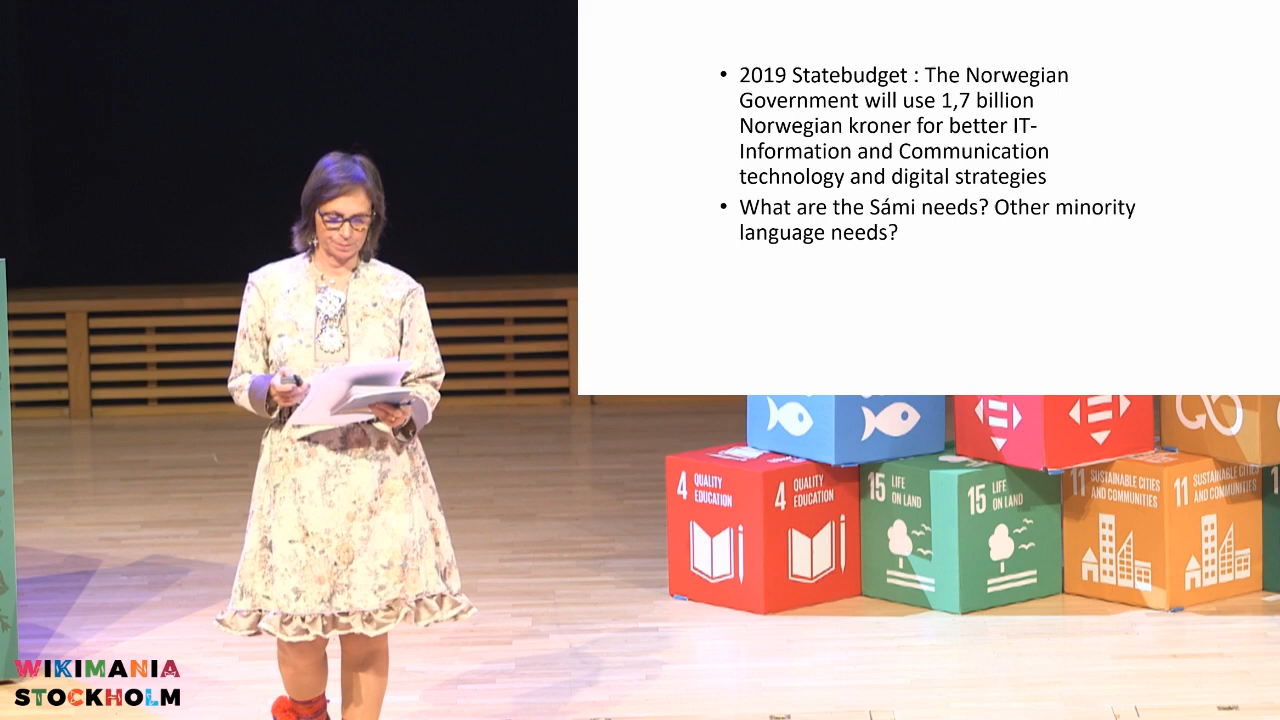 • 2019 Statebudget : The Norwegian
Government will use 1,7 billion
Norwegian kroner for better IT-
Information and Communication
technology and digital strategies
• What are the Sámi needs? Other minority
language needs?
4 QUALITY
EDUCATION
4 QUALITY
EDUCATION
15 LIFE
ON LAND
15 LIFE
ON LAND
11 SUSTAINABLE CITIES
AND COMMUNITIES
11 SUSTAINABLE CITIES
AND COMMUNITIES
WIKIMANIA
STOCKHOLM